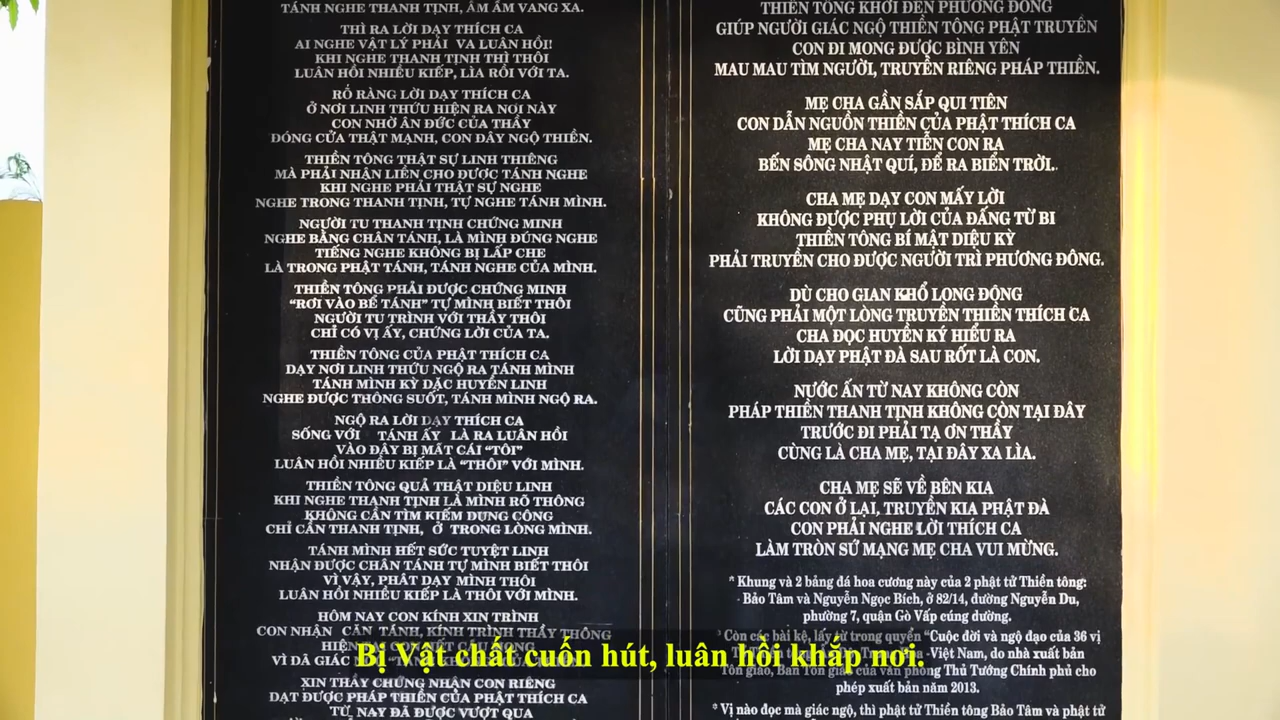 TÁNH NGHE THANH TỊNH, ÂM ẤM VANG XA.
THÌ RA LỜI DẠY THÍCH CA
AI NGHE VẬT LÝ PHẢI VA LUÂN HỒI!
KHI NGHE THANH TỊNH THÌ THÔI
LUÂN HỒI NHIỀU KIẾP, LÌA RỒI VỚI TA.
RÕ RÀNG LỜI DẠY THÍCH CA
Ở NƠI LINH THỨU HIỆN RA NƠI NÀY
CON NHỜ ÂN ĐỨC CỦA THẦY
ĐÓNG CỬA THẬT MẠNH, CON ĐÂY NGỘ THIỀN.
THIỀN TÔNG THẬT SỰ LINH THIÊNG
MÀ PHẢI NHẬN LIỀN CHO ĐƯỢC TÁNH NGHE
KHI NGHE PHẢI THẬT SỰ NGHE
NGHE TRONG THANH TỊNH, TỰ NGHE TÁNH MÌNH.
NGƯỜI TU THANH TỊNH CHỨNG MINH
NGHE BẰNG CHÂN TÁNH, LÀ MÌNH ĐÚNG NGHE
TIẾNG NGHE KHÔNG BỊ LẤP CHE
LÀ TRONG PHẬT TÁNH, TÁNH NGHE CỦA MÌNH.
THIỀN TÔNG PHẢI ĐƯỢC CHỨNG MINH
"RƠI VÀO BỂ TÁNH" TỰ MÌNH BIẾT THÔI
NGƯỜI TU TRÌNH VỚI THẦY THÔI
CHỈ CÓ VỊ ẤY, CHỨNG LỜI CỦA TA.
THIỀN TÔNG CỦA PHẬT THÍCH CA
DẠY NƠI LINH THỨU NGỘ RA TÁNH MÌNH
TÁNH MÌNH KỲ ĐẶC HUYỀN LINH
NGHE ĐƯỢC THÔNG SUỐT, TÁNH MÌNH NGỘ RA.
NGỘ RA LỜI DẠY THÍCH CA
SỐNG VỚI TÁNH ẤY LÀ RA LUÂN HỒI
VÀO ĐÂY BỊ MẤT CÁI "TÔI"
LUÂN HỒI NHIỀU KIẾP LÀ "THÔI" VỚI MÌNH.
THIỀN TÔNG QUẢ THẬT DIỆU LINH
KHI NGHE THANH TỊNH LÀ MÌNH RÕ THÔNG
KHÔNG CẦN TÌM KIẾM DỤNG CÔNG
CHỈ CẦN THANH TỊNH, Ở TRONG LÒNG MÌNH.
TÁNH MÌNH HẾT SỨC TUYỆT LINH
NHẬN ĐƯỢC CHÂN TÁNH TỰ MÌNH BIẾT THÔI
VÌ VẬY, PHẬT DẠY MÌNH THÔI
LUÂN HỒI NHIỀU KIẾP LÀ THÔI VỚI MÌNH.
HÔM NAY CON KÍNH XIN TRÌNH
CON NHẬN CĂN TÁNH, KÍNH TRÌNH THẦY THÔNG
HIỆN
VÌ ĐÃ GIÁC
XIN THẦY CHỨNG NHẬN CON RIÊNG
ĐẠT ĐƯỢC PHÁP THIỀN CỦA PHẬT THÍCH CA
TỪ NAY ĐÃ ĐƯỢC VƯỢT QUA
THIỀN TÔNG KHỞI ĐẾN PHƯƠNG ĐÔNG
GIÚP NGƯỜI GIÁC NGỘ THIỀN TÔNG PHẬT TRUYỀN
CON ĐI MONG ĐƯỢC BÌNH YÊN
MAU MAU TÌM NGƯỜI, TRUYỀN RIÊNG PHÁP THIỀN.
MẸ CHA GẦN SẮP QUI TIÊN
CON DẪN NGUỒN THIỀN CỦA PHẬT THÍCH CA
MẸ CHA NAY TIỄN CON RA
BẾN SÔNG NHẬT QUÍ, ĐỂ RA BIỂN TRỜI.
CHA MẸ DẠY CON MẤY LỜI
KHÔNG ĐƯỢC PHỤ LỜI CỦA ĐẤNG TỪ BI
THIỀN TÔNG BÍ MẬT DIỆU KỲ
PHẢI TRUYỀN CHO ĐƯỢC NGƯỜI TRÌ PHƯƠNG ĐÔNG.
DÙ CHO GIAN KHỔ LONG ĐỘNG
CŨNG PHẢI MỘT LÒNG TRUYỀN THIỀN THÍCH CA
CHA ĐỌC HUYỀN KÝ HIỂU RA
LỜI DẠY PHẬT ĐÀ SAU RỐT LÀ CON.
NƯỚC ẤN TỪ NAY KHÔNG CÒN
PHÁP THIỀN THANH TỊNH KHÔNG CÒN TẠI ĐÂY
TRƯỚC ĐI PHẢI TẠ ƠN THẦY
CÙNG LÀ CHA MẸ, TẠI ĐÂY XA LÌA.
CHA MẸ SẼ VỀ BÊN KIA
CÁC CON Ở LẠI, TRUYỀN KIA PHẬT ĐÀ
CON PHẢI NGHE LỜI THÍCH CA
LÀM TRÒN SỨ MẠNG MẸ CHA VUI MỪNG.
* Khung và 2 bảng đá hoa cương này của 2 phật tử Thiền tông:
Bảo Tâm và Nguyễn Ngọc Bích, ở 82/14, đường Nguyễn Du,
phường 7, quận Gò Vấp cúng dường.
Còn các bài kệ, lấy từ trong quyển "Cuộc đời và ngộ đạo của 36 vị
Việt Nam, do nhà xuất bản
Tôn giáo, Ban Tôn giáo của văn phòng Thủ Tướng Chính phủ cho
phép xuất bản năm 2013.
* Vị nào đọc mà giác ngộ, thì phật tử Thiền tông Bảo Tâm và phật tử
Bị Vật chất cuốn hút, luân hồi khắp nơi.